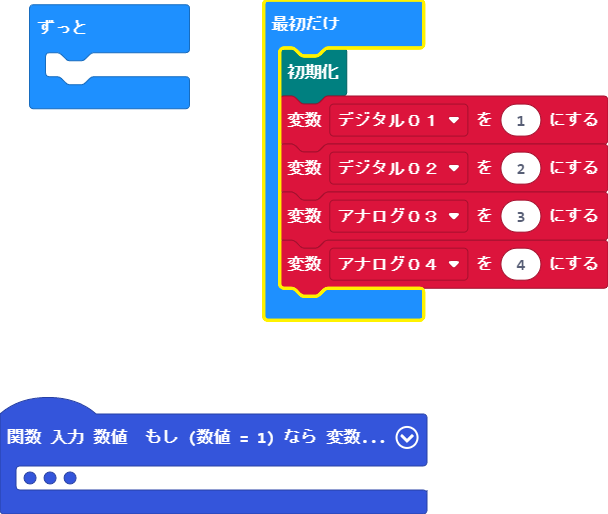 ずっと
最初だけ
初期化
変数 デジタル０１ を 1 にする
変数 デジタル０２ を 2 にする
変数 アナログ０３ を 3 にする
変数 アナログ０４ を 4 にする
関数 入力 数値 もし (数値 = 1) なら 変数...